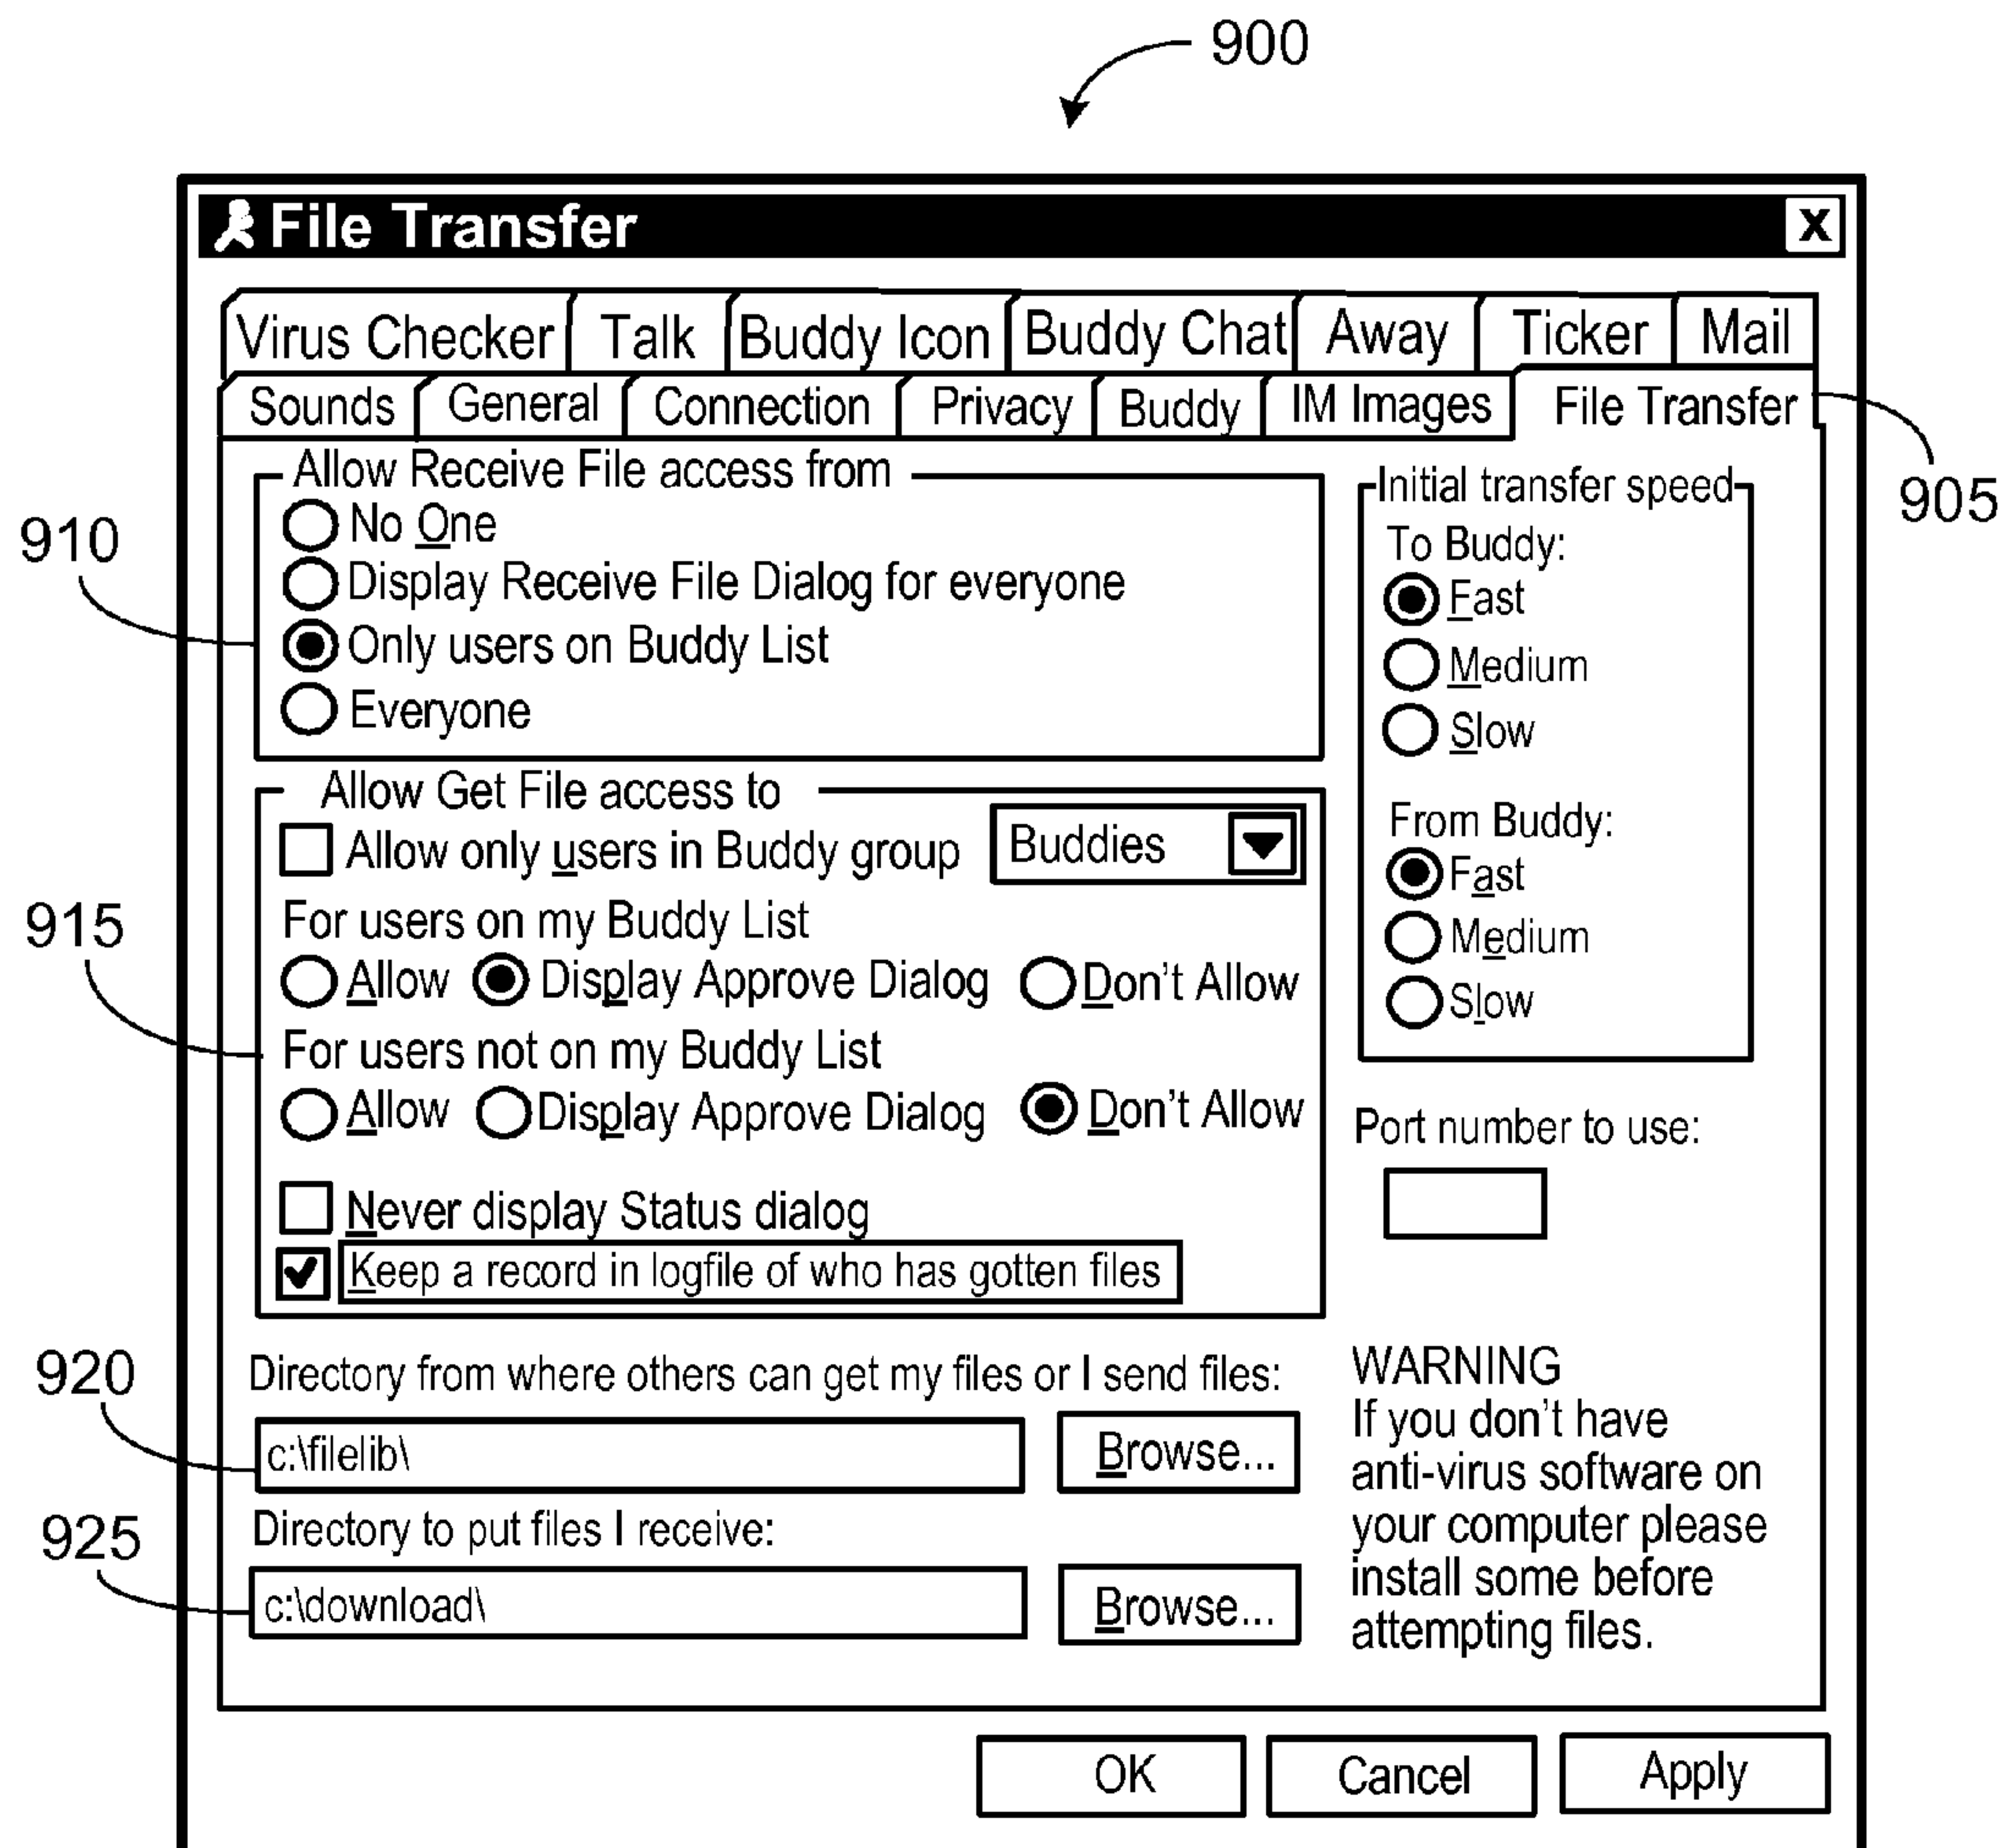 900
File Transfer X
Virus Checker Talk Buddy Icon Buddy Chat Away Ticker Mail
Sounds General Connection Privacy Buddy IM Images File Transfer
905
910
Allow Receive File access from
No One
Display Receive File Dialog for everyone
Only users on Buddy List
Everyone
Initial transfer speed
To Buddy:
Fast
Medium
Slow
From Buddy:
Fast
Medium
Slow
915
Allow Get File access to
Allow only users in Buddy group Buddies
For users on my Buddy List
Allow Display Approve Dialog Don't Allow
For users not on my Buddy List
Allow Display Approve Dialog Don't Allow
Never display Status dialog
Keep a record in logfile of who has gotten files
Port number to use:
920
Directory from where others can get my files or I send files:
c:\filelib\ Browse...
925
Directory to put files I receive:
c:\download\ Browse...
WARNING
If you don't have
anti-virus software on
your computer please
install some before
attempting files.
OK Cancel Apply